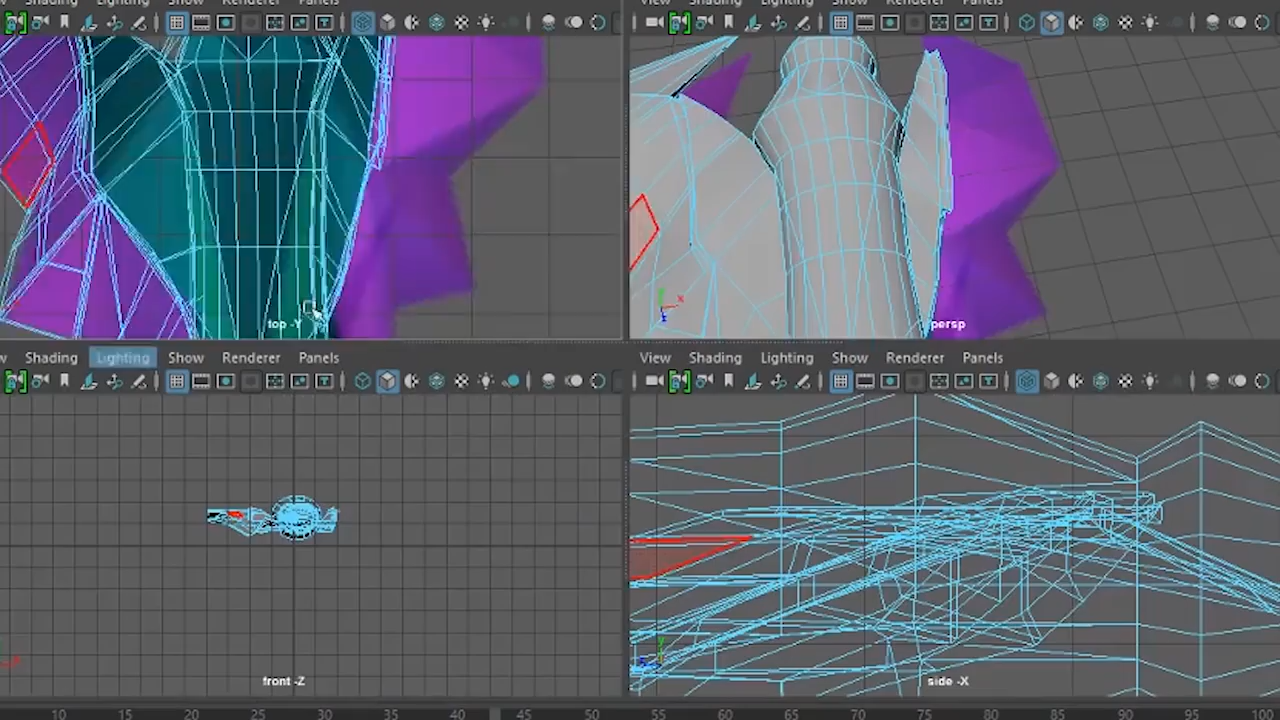 Shading Lighting Show Renderer Panels
Shading Lighting Show Renderer Panels
top -Y
persp
Shading Lighting Show Renderer Panels
View Shading Lighting Show Renderer Panels
front -Z
side -X
10 15 20 25 30 35 40 45 50 55 60 65 70 75 80 85 90 95 100